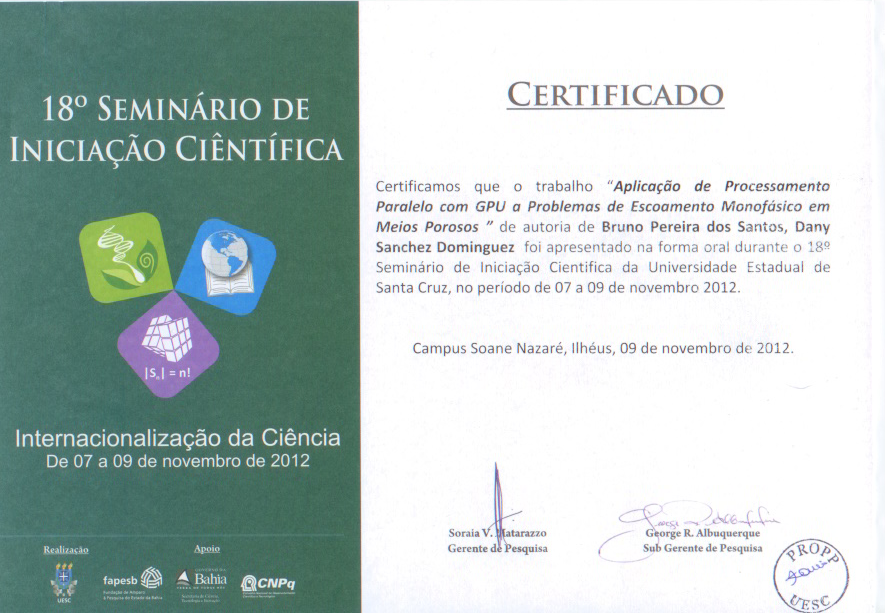 18º SEMINÁRIO DE
INICIAÇÃO CIÊNTÍFICA
|Sn| = n!
Internacionalização da Ciência
De 07 a 09 de novembro de 2012
Realização
UESC
Apoio
fapesb
Fundação de Amparo
à Pesquisa do Estado da Bahia
Bahia
TERRA DE TODOS NÓS
CNPq
CERTIFICADO
Certificamos que o trabalho “Aplicação de Processamento
Paralelo com GPU a Problemas de Escoamento Monofásico em
Meios Porosos ” de autoria de Bruno Pereira dos Santos, Dany
Sanchez Dominguez foi apresentado na forma oral durante o 18º
Seminário de Iniciação Cientifica da Universidade Estadual de
Santa Cruz, no período de 07 a 09 de novembro 2012.
Campus Soane Nazaré, Ilhéus, 09 de novembro de 2012.
Soraia V. Matarazzo
Gerente de Pesquisa
George R. Albuquerque
Sub Gerente de Pesquisa
PROPP
UESC